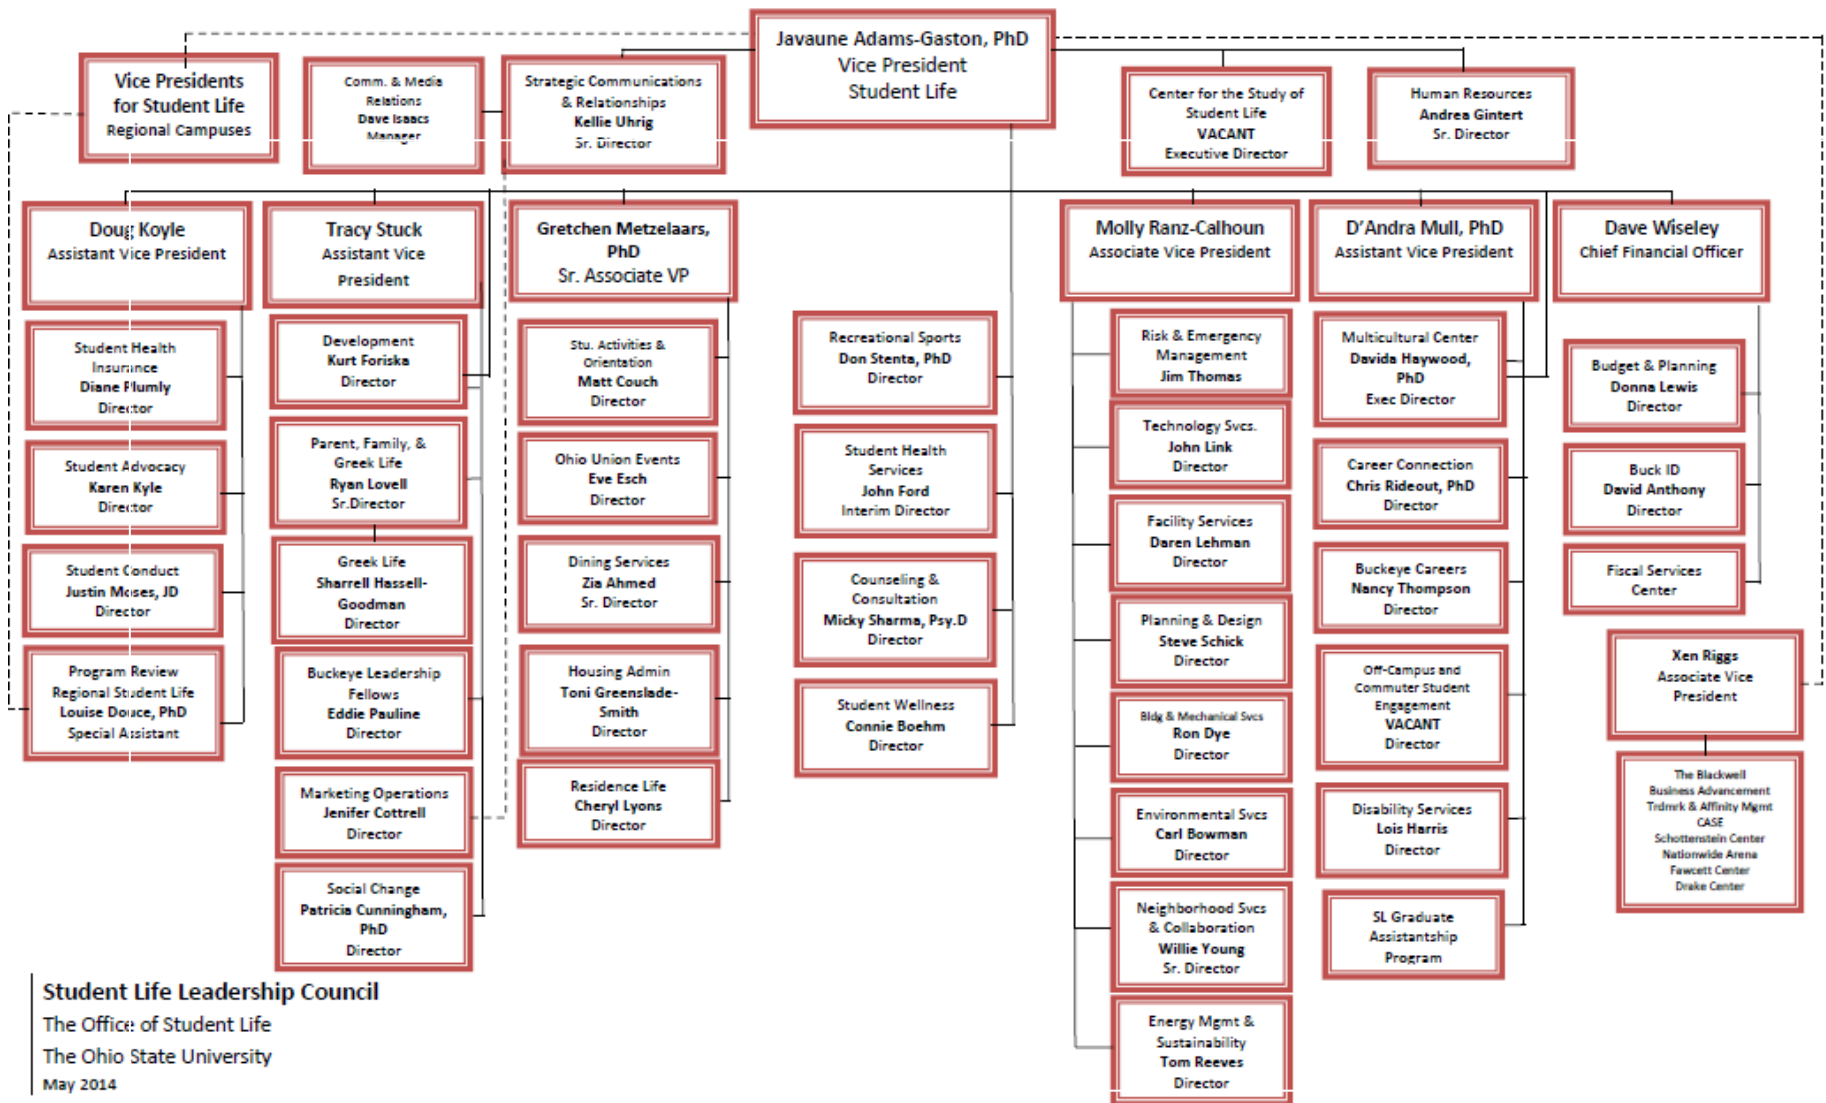 Javaune Adams-Gaston, PhD
Vice President
Student Life
Vice Presidents
for Student Life
Regional Campuses
Comm. & Media
Relations
Dave Isaacs
Manager
Strategic Communications
& Relationships
Kellie Uhrig
Sr. Director
Center for the Study of
Student Life
VACANT
Executive Director
Human Resources
Andrea Gintert
Sr. Director
Doug Koyle
Assistant Vice President
Tracy Stuck
Assistant Vice
President
Gretchen Metzelaars,
PhD
Sr. Associate VP
Molly Ranz-Calhoun
Associate Vice President
D'Andra Mull, PhD
Assistant Vice President
Dave Wiseley
Chief Financial Officer
Student Health
Insurance
Diane Plumly
Director
Student Advocacy
Karen Kyle
Director
Student Conduct
Justin Moses, JD
Director
Program Review
Regional Student Life
Louise Douce, PhD
Special Assistant
Development
Kurt Foriska
Director
Parent, Family, &
Greek Life
Ryan Lovell
Sr.Director
Greek Life
Sharrell Hassell-
Goodman
Director
Buckeye Leadership
Fellows
Eddie Pauline
Director
Marketing Operations
Jenifer Cottrell
Director
Social Change
Patricia Cunningham,
PhD
Director
Stu. Activities &
Orientation
Matt Couch
Director
Ohio Union Events
Eve Esch
Director
Dining Services
Zia Ahmed
Sr. Director
Housing Admin
Toni Greenslade-
Smith
Director
Residence Life
Cheryl Lyons
Director
Recreational Sports
Don Stenta, PhD
Director
Student Health
Services
John Ford
Interim Director
Counseling &
Consultation
Micky Sharma, Psy.D
Director
Student Wellness
Connie Boehm
Director
Risk & Emergency
Management
Jim Thomas
Technology Svcs.
John Link
Director
Facility Services
Daren Lehman
Director
Planning & Design
Steve Schick
Director
Bldg & Mechanical Svcs
Ron Dye
Director
Environmental Svcs
Carl Bowman
Director
Neighborhood Svcs
& Collaboration
Willie Young
Sr. Director
Energy Mgmt &
Sustainability
Tom Reeves
Director
Multicultural Center
Davida Haywood,
PhD
Exec Director
Career Connection
Chris Rideout, PhD
Director
Buckeye Careers
Nancy Thompson
Director
Off-Campus and
Commuter Student
Engagement
VACANT
Director
Disability Services
Lois Harris
Director
SL Graduate
Assistantship
Program
Budget & Planning
Donna Lewis
Director
Buck ID
David Anthony
Director
Fiscal Services
Center
Xen Riggs
Associate Vice
President
The Blackwell
Business Advancement
Trdmrk & Affinity Mgmt
CASE
Schottenstein Center
Nationwide Arena
Fawcett Center
Drake Center
Student Life Leadership Council
The Office of Student Life
The Ohio State University
May 2014